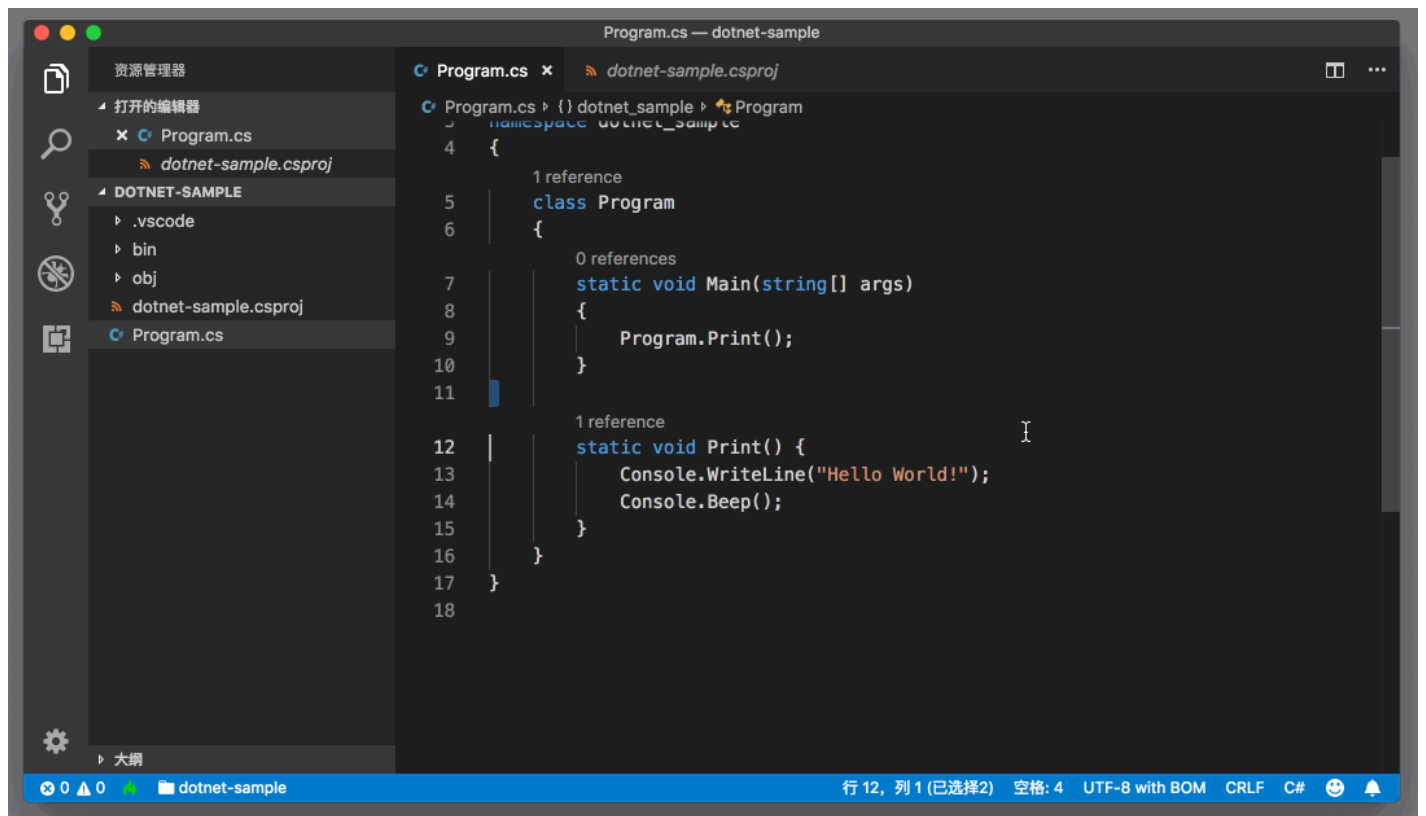 Program.cs — dotnet-sample
资源管理器
打开的编辑器
Program.cs
dotnet-sample.csproj
DOTNET-SAMPLE
.vscode
bin
obj
dotnet-sample.csproj
Program.cs
大纲
Program.cs
dotnet-sample.csproj
Program.cs {} dotnet_sample Program
3 namespace dotnet_sample
4 {
1 reference
5 class Program
6 {
0 references
7 static void Main(string[] args)
8 {
9 Program.Print();
10 }
11
1 reference
12 static void Print() {
13 Console.WriteLine("Hello World!");
14 Console.Beep();
15 }
16 }
17 }
18
0 0 dotnet-sample 行 12，列 1 (已选择2) 空格: 4 UTF-8 with BOM CRLF C#